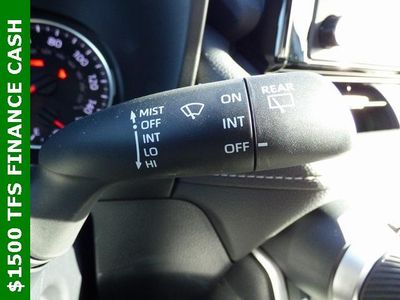 $1500 TFS FINANCE CASH
MIST
OFF
INT
LO
HI
ON
INT
OFF
REAR
80
100
120
140